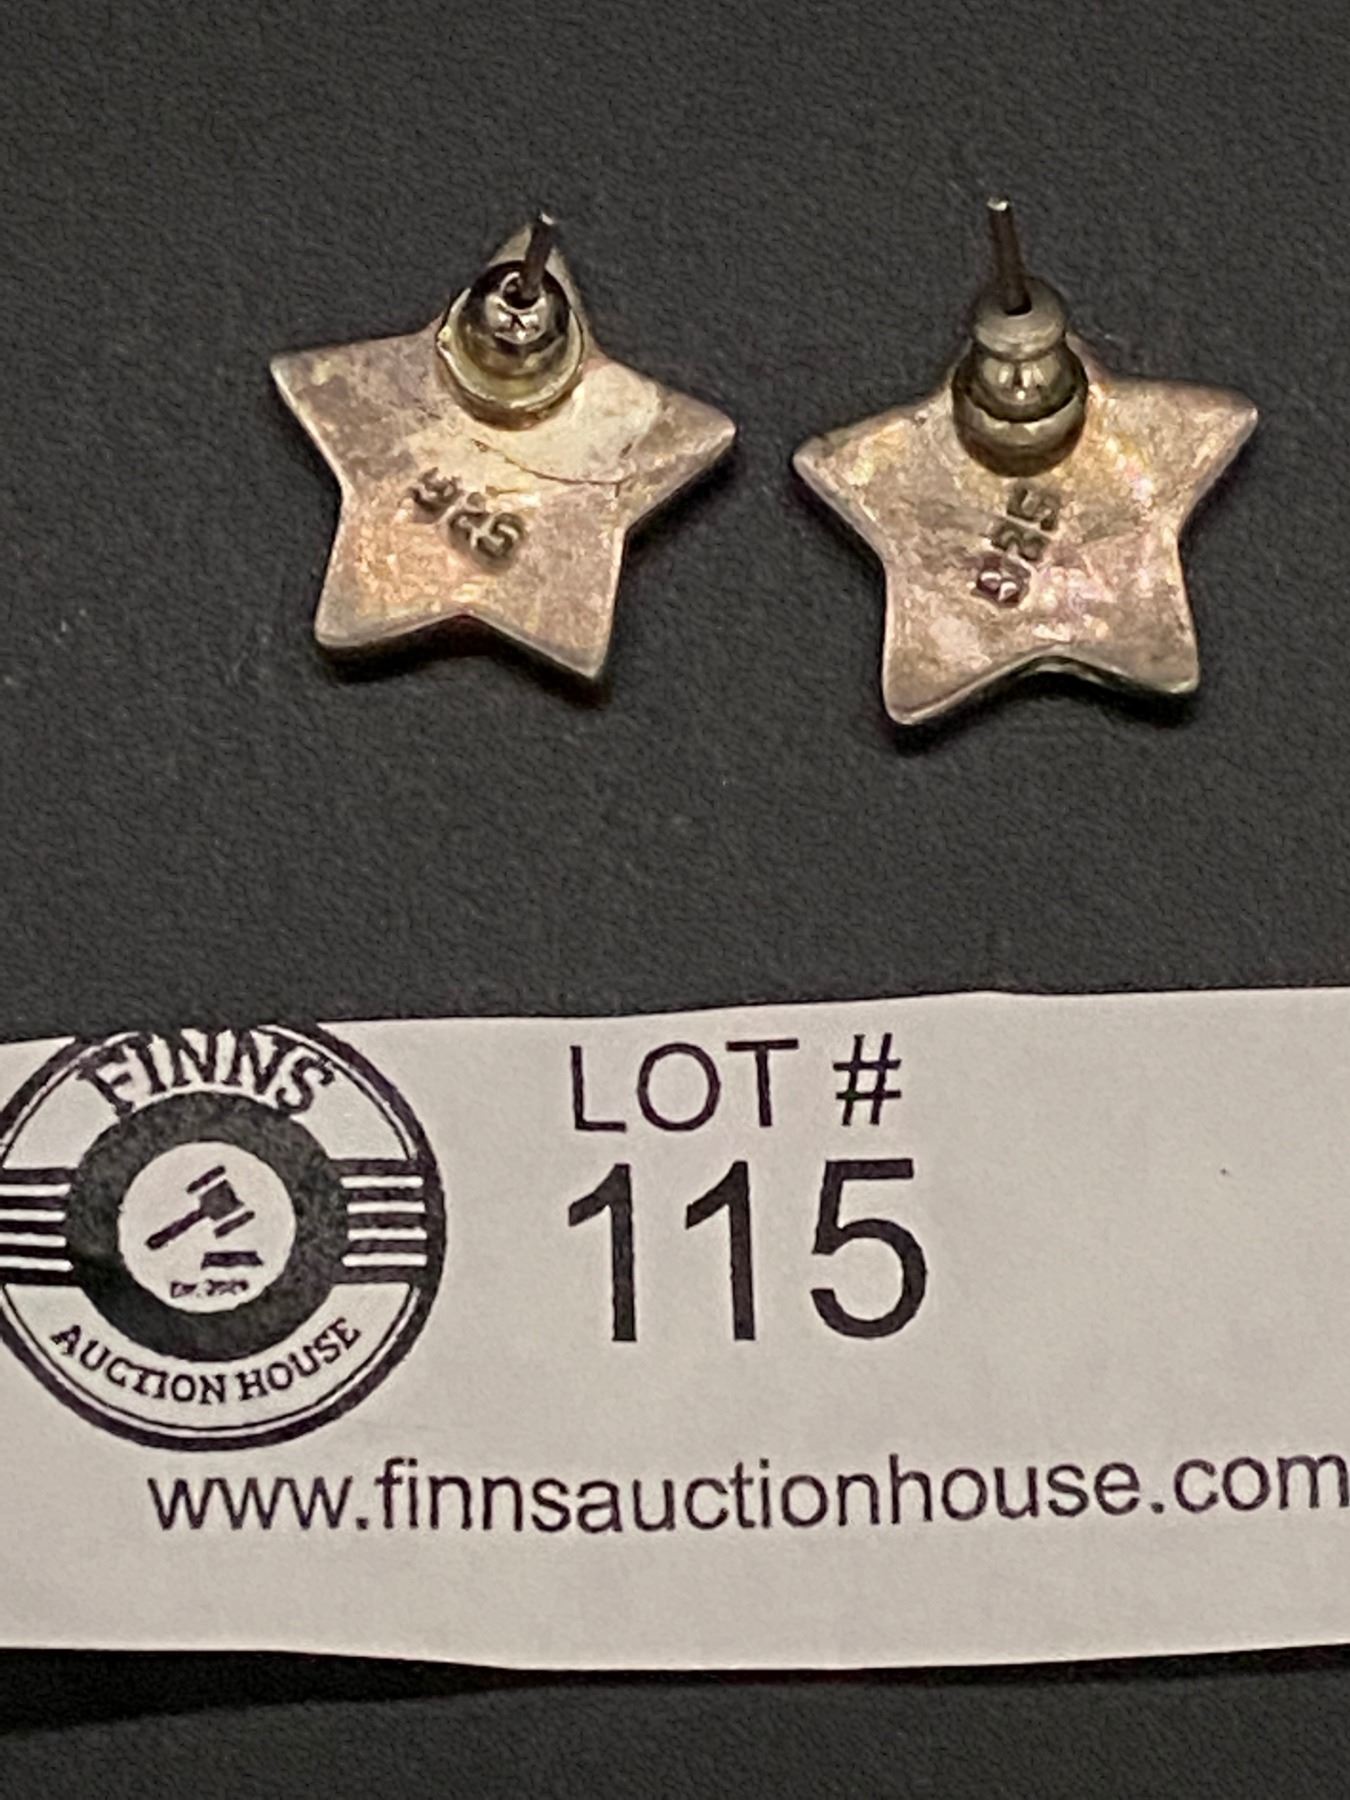 925
925
FINNS
AUCTION HOUSE
LOT #
115
www.finnsauctionhouse.com